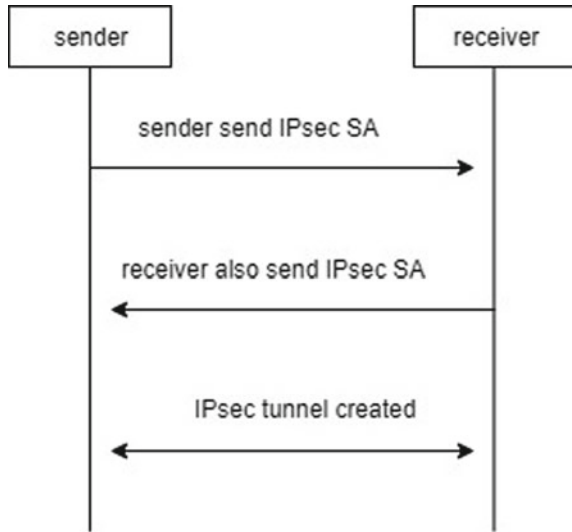 sender
receiver
sender send IPsec SA
receiver also send IPsec SA
IPsec tunnel created